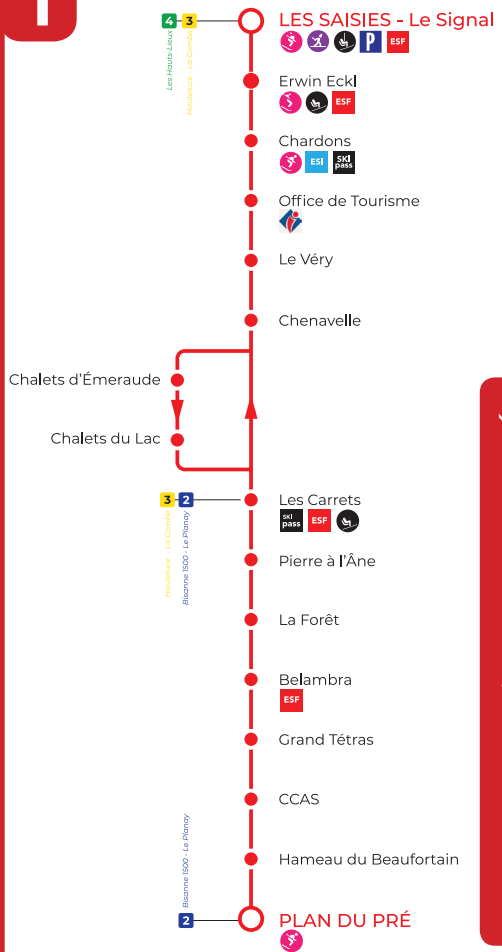 1
4 3
Les Hauts-Lieux
Hauteluce - La Combe
LES SAISIES - Le Signal
P ESF
Erwin Eckl
ESF
Chardons
ESI SKI pass
Office de Tourisme
Le Véry
Chenavelle
Chalets d'Émeraude
Chalets du Lac
3 2
Hauteluce - La Combe
Bisanne 1500 - Le Planay
Les Carrets
SKI pass ESF
Pierre à l'Âne
La Forêt
Belambra
ESF
Grand Tétras
CCAS
Hameau du Beaufortain
Bisanne 1500 - Le Planay
2
PLAN DU PRÉ